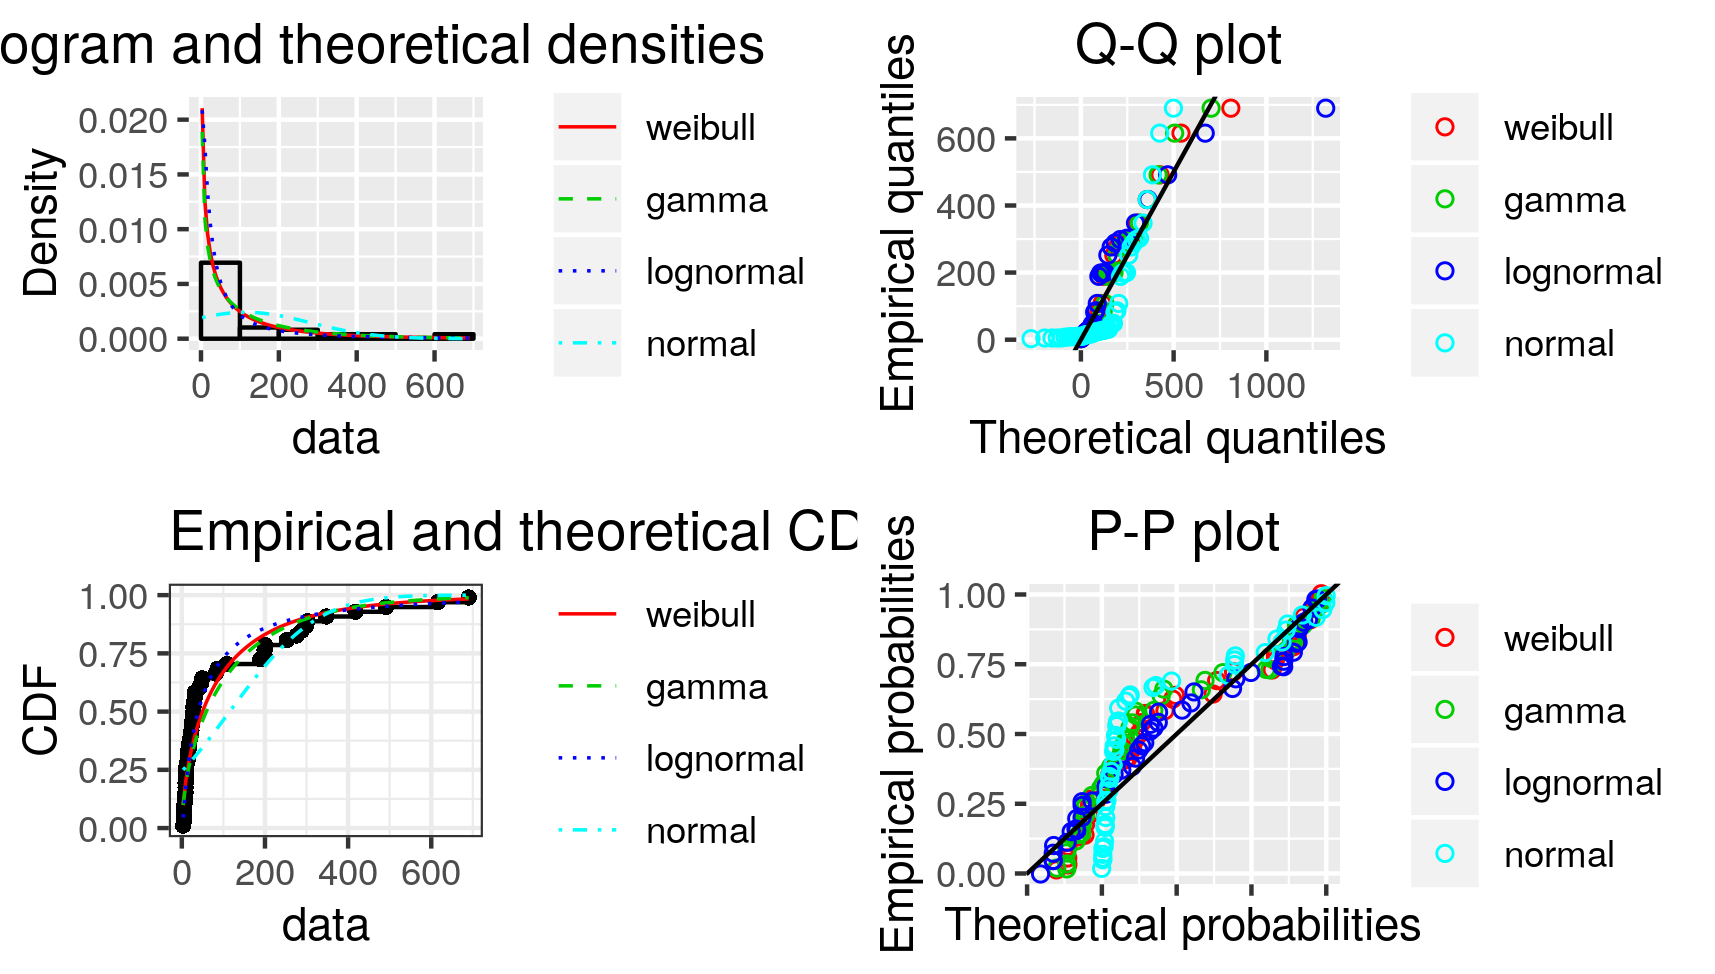 ogram and theoretical densities
Density
0.020
0.015
0.010
0.005
0.000
0 200 400 600
data
weibull
gamma
lognormal
normal
Q-Q plot
Empirical quantiles
600
400
200
0
0 500 1000
Theoretical quantiles
weibull
gamma
lognormal
normal
Empirical and theoretical CD
CDF
1.00
0.75
0.50
0.25
0.00
0 200 400 600
data
weibull
gamma
lognormal
normal
P-P plot
Empirical probabilities
1.00
0.75
0.50
0.25
0.00
Theoretical probabilities
weibull
gamma
lognormal
normal